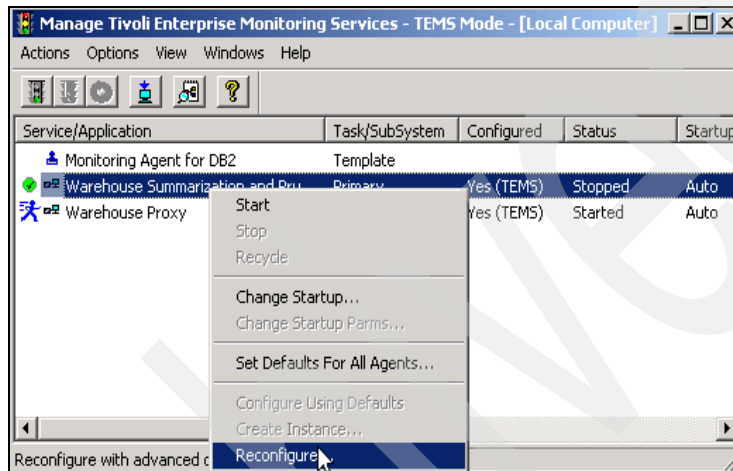 Manage Tivoli Enterprise Monitoring Services - TEMS Mode - [Local Computer]
Actions Options View Windows Help
Service/Application Task/SubSystem Configured Status Startup
Monitoring Agent for DB2 Template
Warehouse Summarization and Pru Primary Yes (TEMS) Stopped Auto
Warehouse Proxy Yes (TEMS) Started Auto
Start
Stop
Recycle
Change Startup...
Change Startup Parms...
Set Defaults For All Agents...
Configure Using Defaults
Create Instance...
Reconfigure...
Reconfigure with advanced